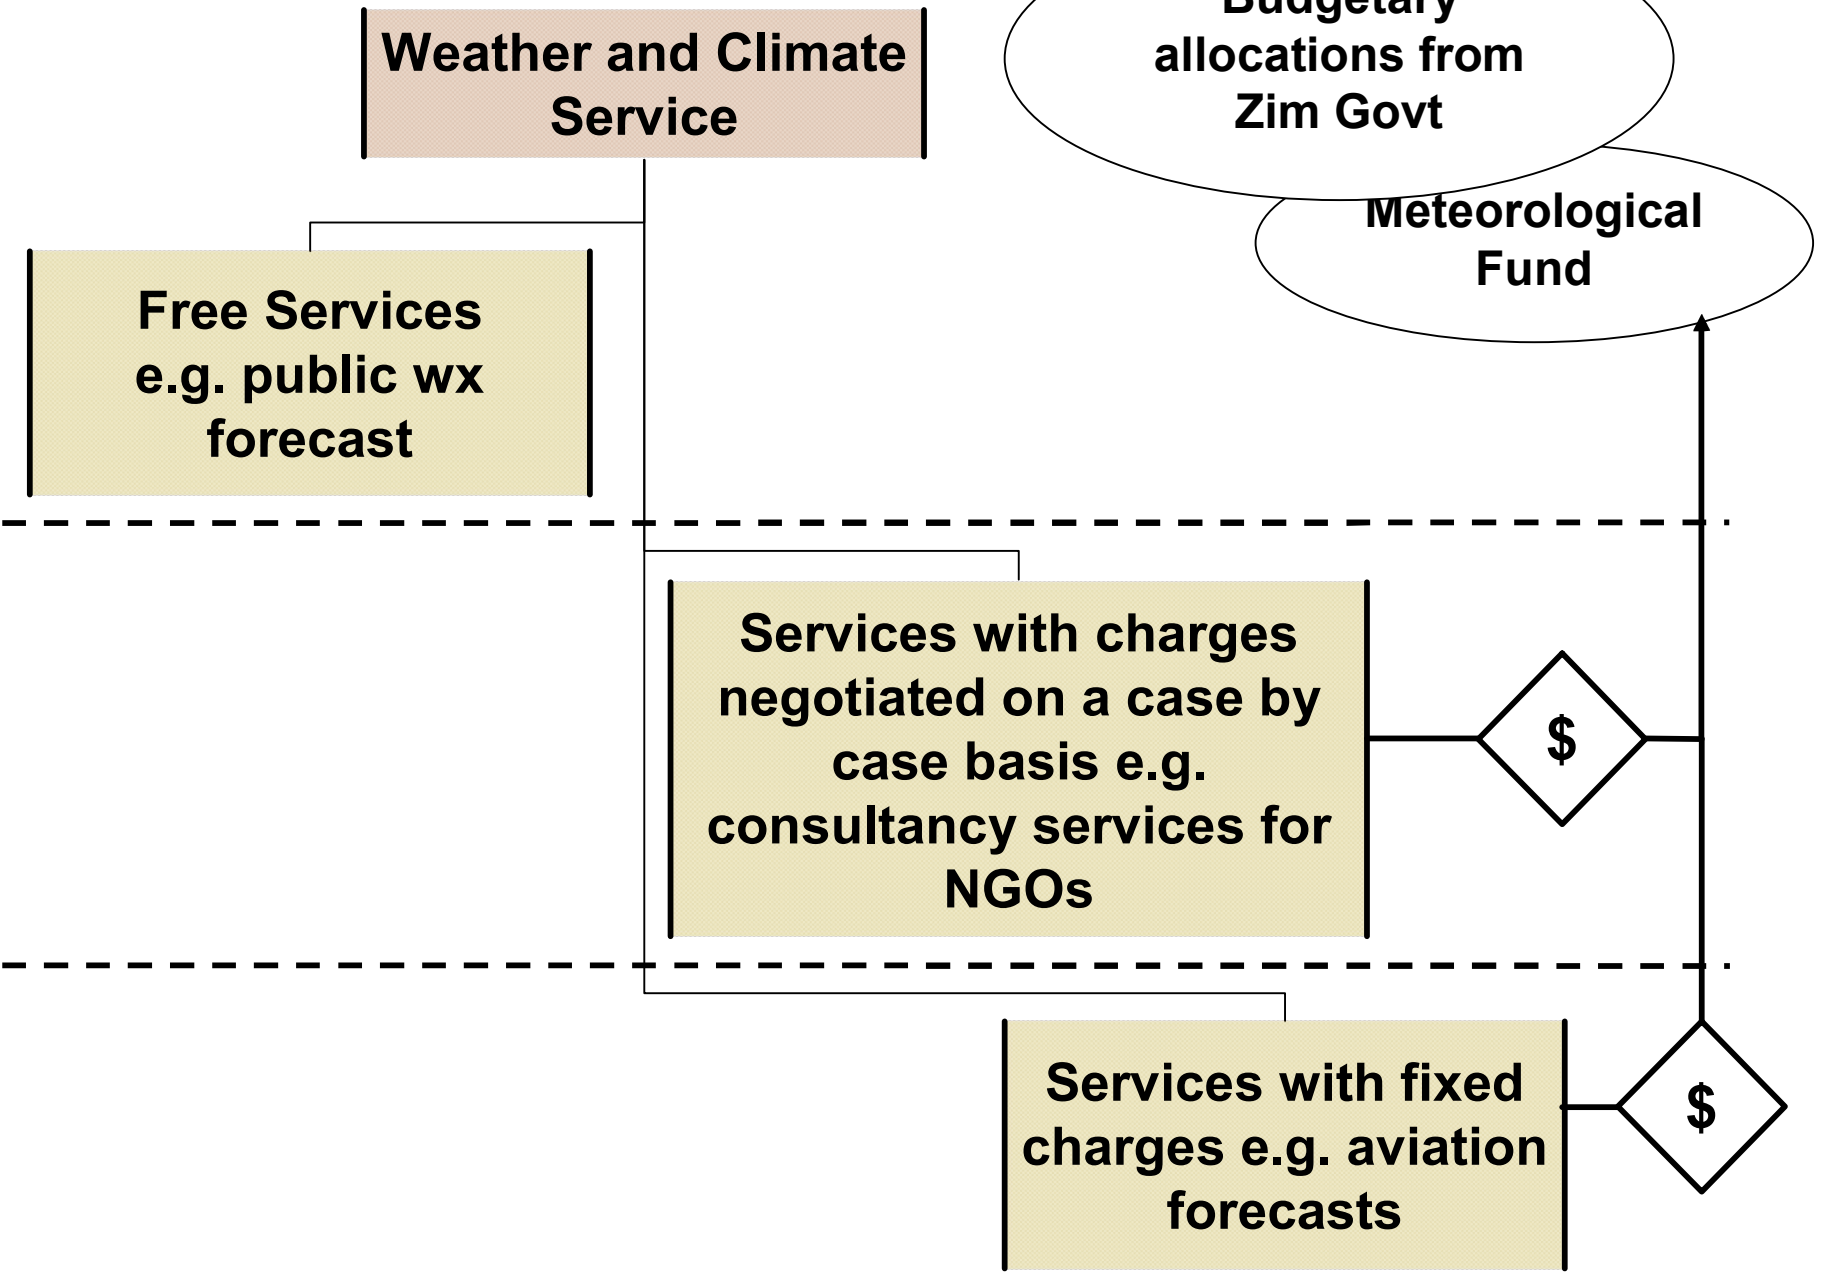 Weather and Climate
Service
Budgetary
allocations from
Zim Govt
Meteorological
Fund
Free Services
e.g. public wx
forecast
Services with charges
negotiated on a case by
case basis e.g.
consultancy services for
NGOs
$
Services with fixed
charges e.g. aviation
forecasts
$